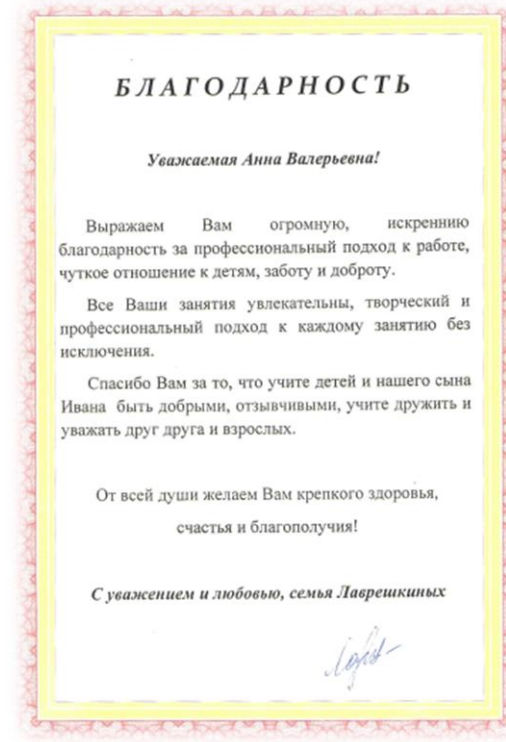 БЛАГОДАРНОСТЬ
Уважаемая Анна Валерьевна!
Выражаем Вам огромную, искреннию
благодарность за профессиональный подход к работе,
чуткое отношение к детям, заботу и доброту.
Все Ваши занятия увлекательны, творческий и
профессиональный подход к каждому занятию без
исключения.
Спасибо Вам за то, что учите детей и нашего сына
Ивана быть добрыми, отзывчивыми, учите дружить и
уважать друг друга и взрослых.
От всей души желаем Вам крепкого здоровья,
счастья и благополучия!
С уважением и любовью, семья Лаврешкиных